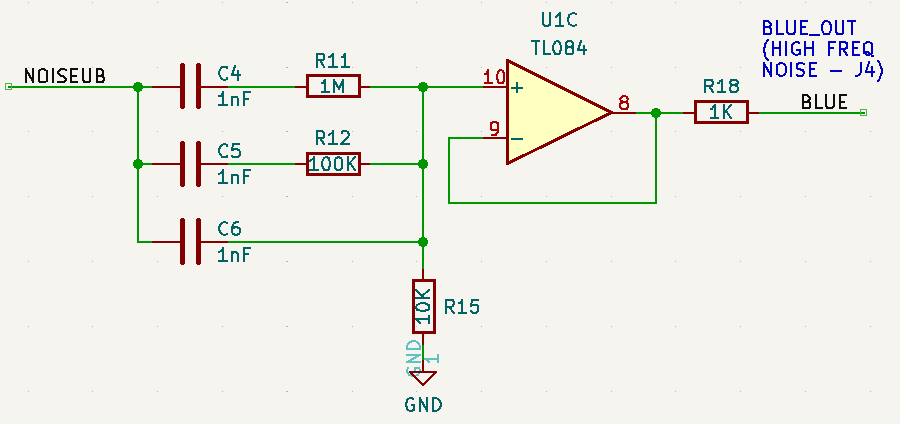 U1C
TL084
BLUE_OUT
(HIGH FREQ
NOISE - J4)
NOISEUB
C4
1nF
R11
1M
10
+
8
R18
1K
BLUE
9
-
C5
1nF
R12
100K
C6
1nF
10K
R15
GND
1
GND